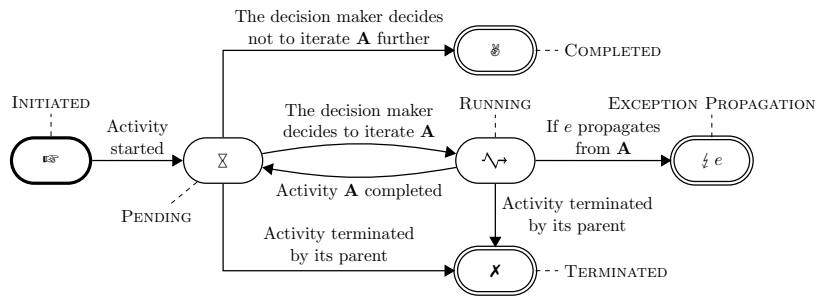 The decision maker decides
not to iterate A further
COMPLETED
INITIATED
Activity
started
The decision maker
decides to iterate A
RUNNING
EXCEPTION PROPAGATION
If e propagates
from A
e
Activity A completed
PENDING
Activity terminated
by its parent
Activity terminated
by its parent
TERMINATED